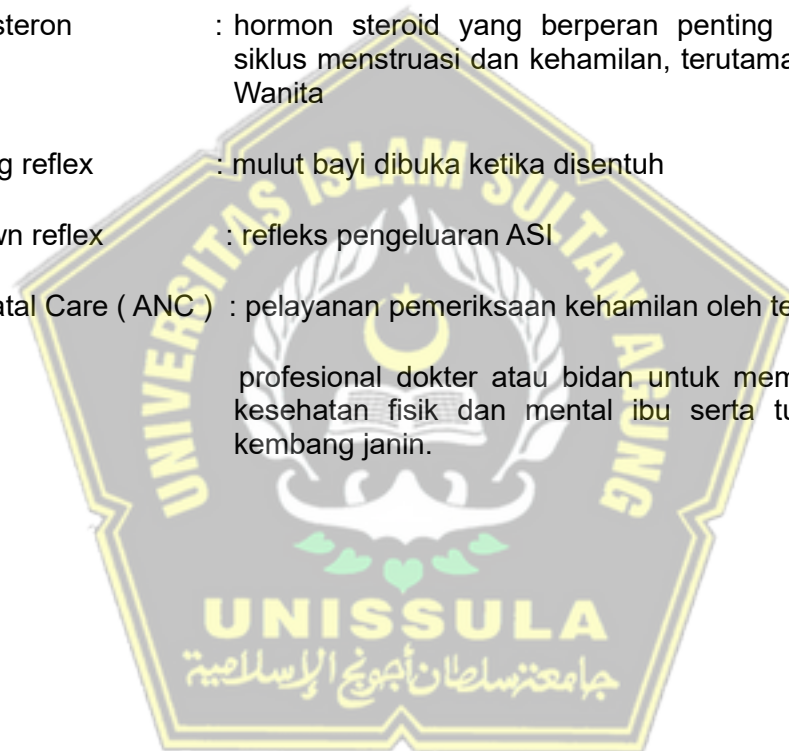 steron : hormon steroid yang berperan penting
siklus menstruasi dan kehamilan, terutama
Wanita
g reflex : mulut bayi dibuka ketika disentuh
wn reflex : refleks pengeluaran ASI
atal Care ( ANC ) : pelayanan pemeriksaan kehamilan oleh te
profesional dokter atau bidan untuk mem
kesehatan fisik dan mental ibu serta tu
kembang janin.
UNIVERSITAS ISLAM SULTAN AGUNG
UNISSULA
جامعة سلطان أجونج الإسلامية